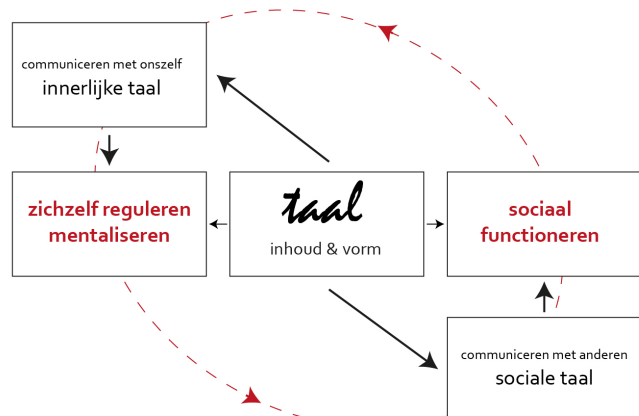 communiceren met onszelf
innerlijke taal
zichzelf reguleren
mentaliseren
taal
inhoud & vorm
sociaal
functioneren
communiceren met anderen
sociale taal